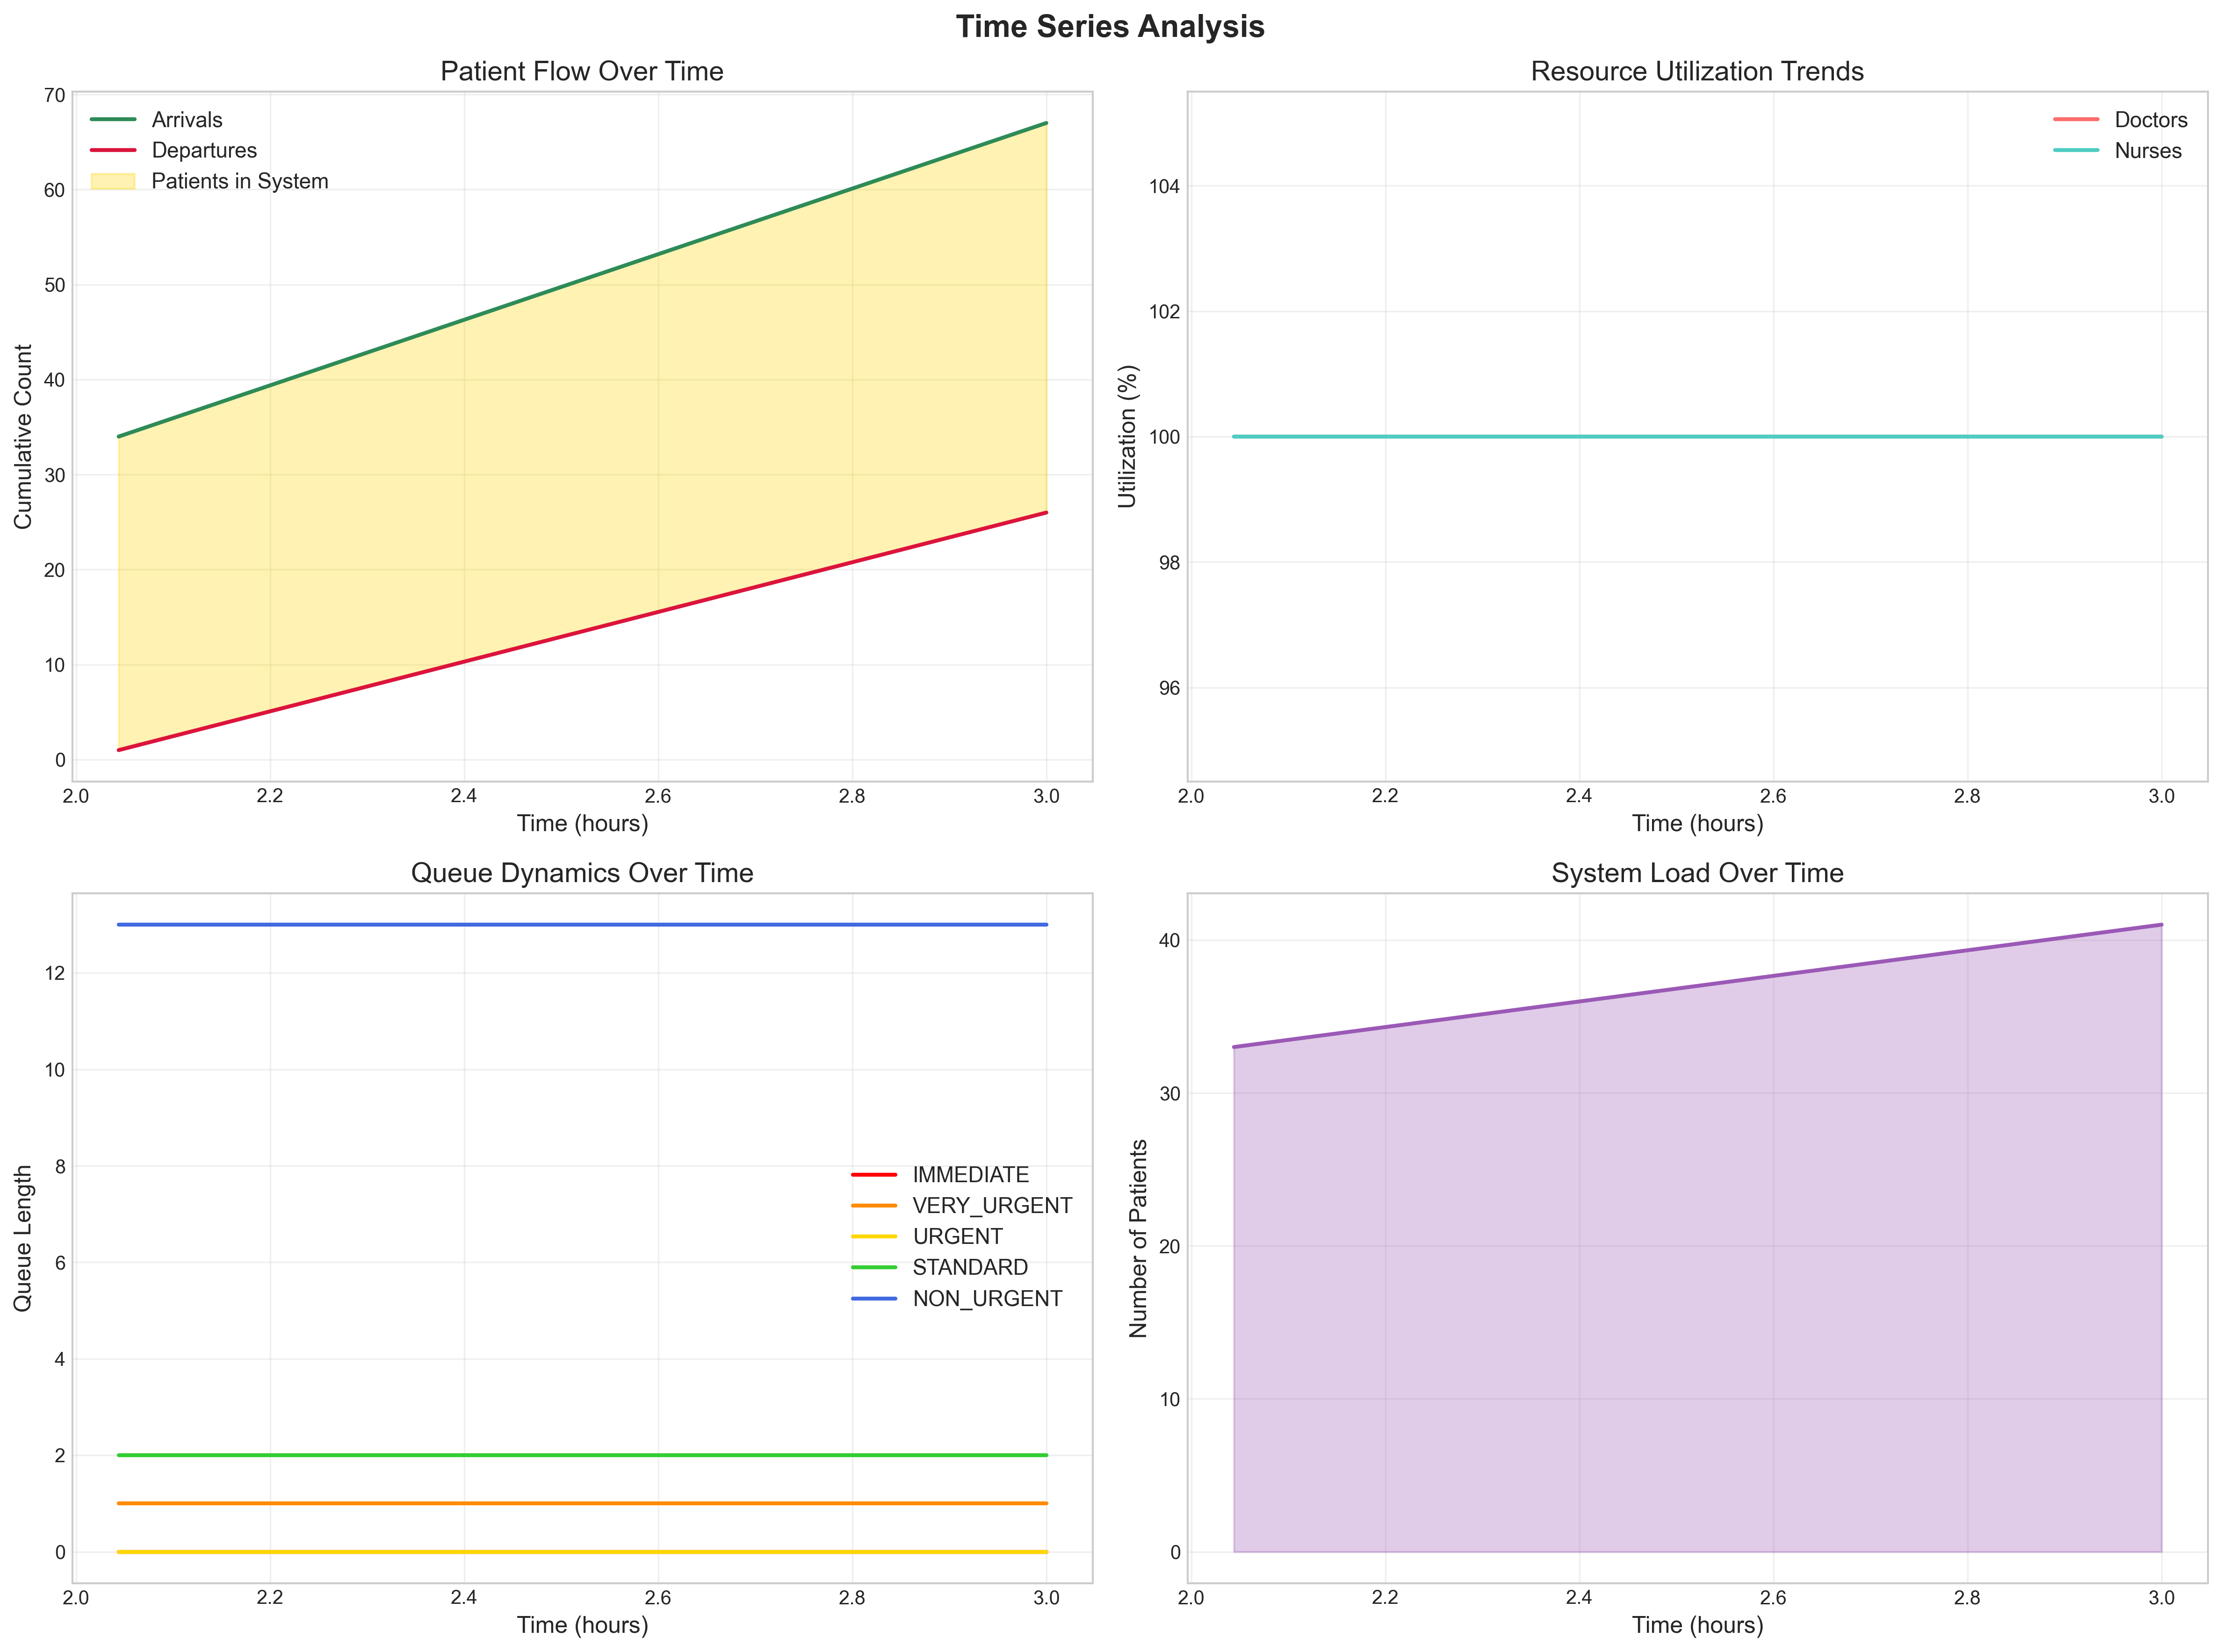 Time Series Analysis
Patient Flow Over Time
70
60
50
40
30
20
10
0
Cumulative Count
Arrivals
Departures
Patients in System
2.0 2.2 2.4 2.6 2.8 3.0
Time (hours)
Resource Utilization Trends
104
102
100
98
96
Utilization (%)
Doctors
Nurses
2.0 2.2 2.4 2.6 2.8 3.0
Time (hours)
Queue Dynamics Over Time
12
10
8
6
4
2
0
Queue Length
IMMEDIATE
VERY_URGENT
URGENT
STANDARD
NON_URGENT
2.0 2.2 2.4 2.6 2.8 3.0
Time (hours)
System Load Over Time
40
30
20
10
0
Number of Patients
2.0 2.2 2.4 2.6 2.8 3.0
Time (hours)